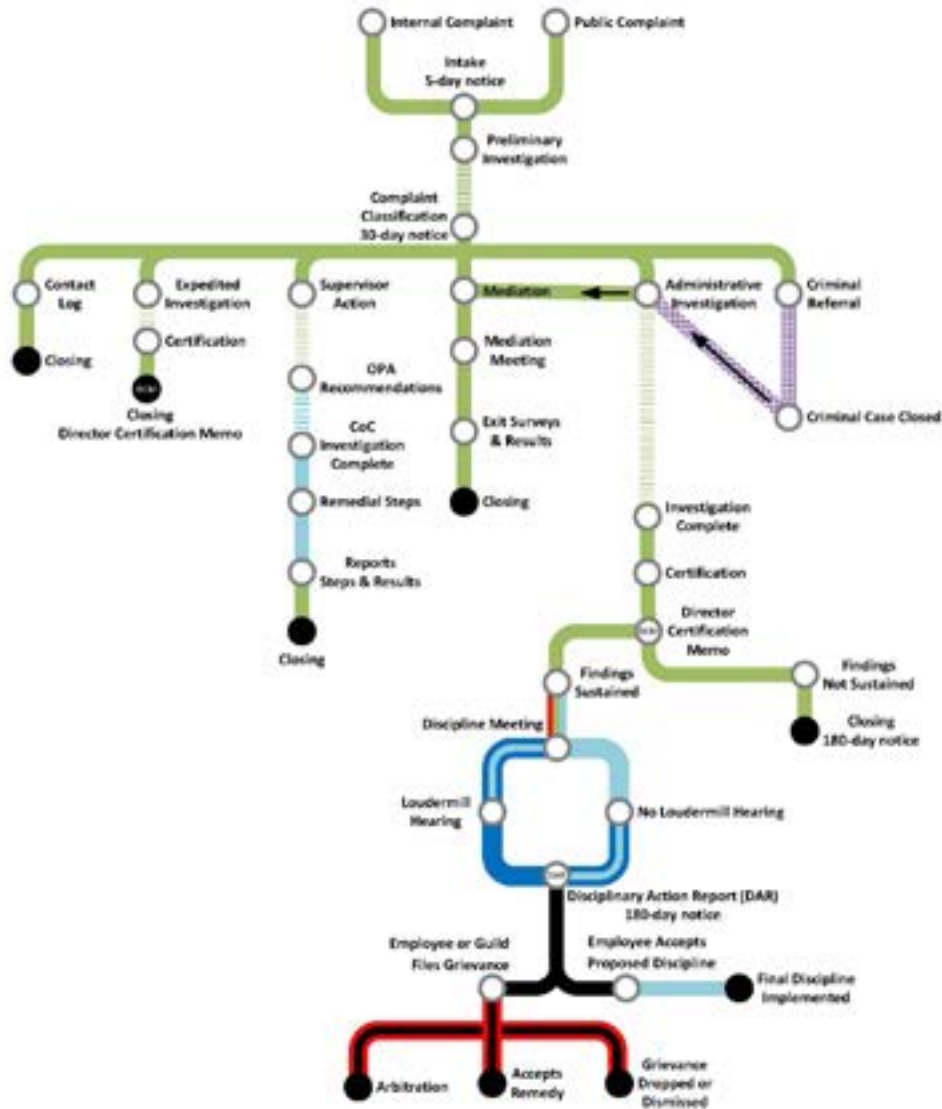 Internal Complaint
Public Complaint
Intake
5-day notice
Preliminary
Investigation
Complaint
Classification
30-day notice
Contact
Log
Expedited
Investigation
Supervisor
Action
Mediation
Administrative
Investigation
Criminal
Referral
Certification
Closing
Closing
Director Certification Memo
OPA
Recommendations
Mediation
Meeting
Criminal Case Closed
CoC
Investigation
Complete
Exit Surveys
& Results
Remedial Steps
Closing
Investigation
Complete
Reports
Steps & Results
Certification
Closing
Director
Certification
Memo
Findings
Sustained
Findings
Not Sustained
Discipline Meeting
Closing
180-day notice
Loudermill
Hearing
No Loudermill Hearing
Disciplinary Action Report (DAR)
180-day notice
Employee or Guild
Files Grievance
Employee Accepts
Proposed Discipline
Final Discipline
Implemented
Arbitration
Accepts
Remedy
Grievance
Dropped or
Dismissed